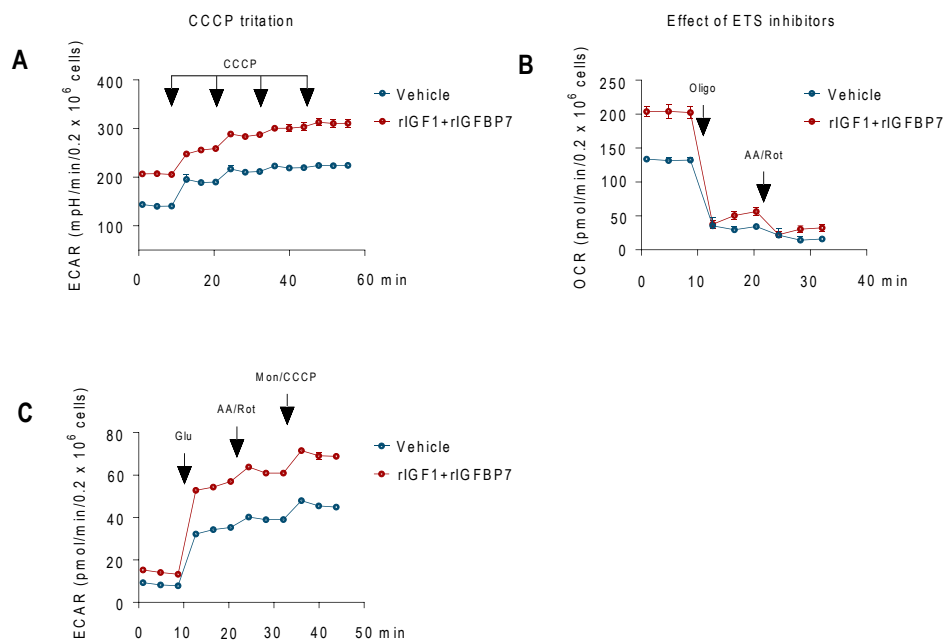 CCCP tritation
Effect of ETS inhibitors
A
ECAR (mpH/min/0.2 x 10⁶ cells)
400
300
200
100
0 20 40 60 min
CCCP
Vehicle
rIGF1+rIGFBP7
B
OCR (pmol/min/0.2 x 10⁶ cells)
250
200
150
100
50
0
0 10 20 30 40 min
Oligo
AA/Rot
Vehicle
rIGF1+rIGFBP7
C
ECAR (pmol/min/0.2 x 10⁶ cells)
80
60
40
20
0
0 10 20 30 40 50 min
Glu
AA/Rot
Mon/CCCP
Vehicle
rIGF1+rIGFBP7